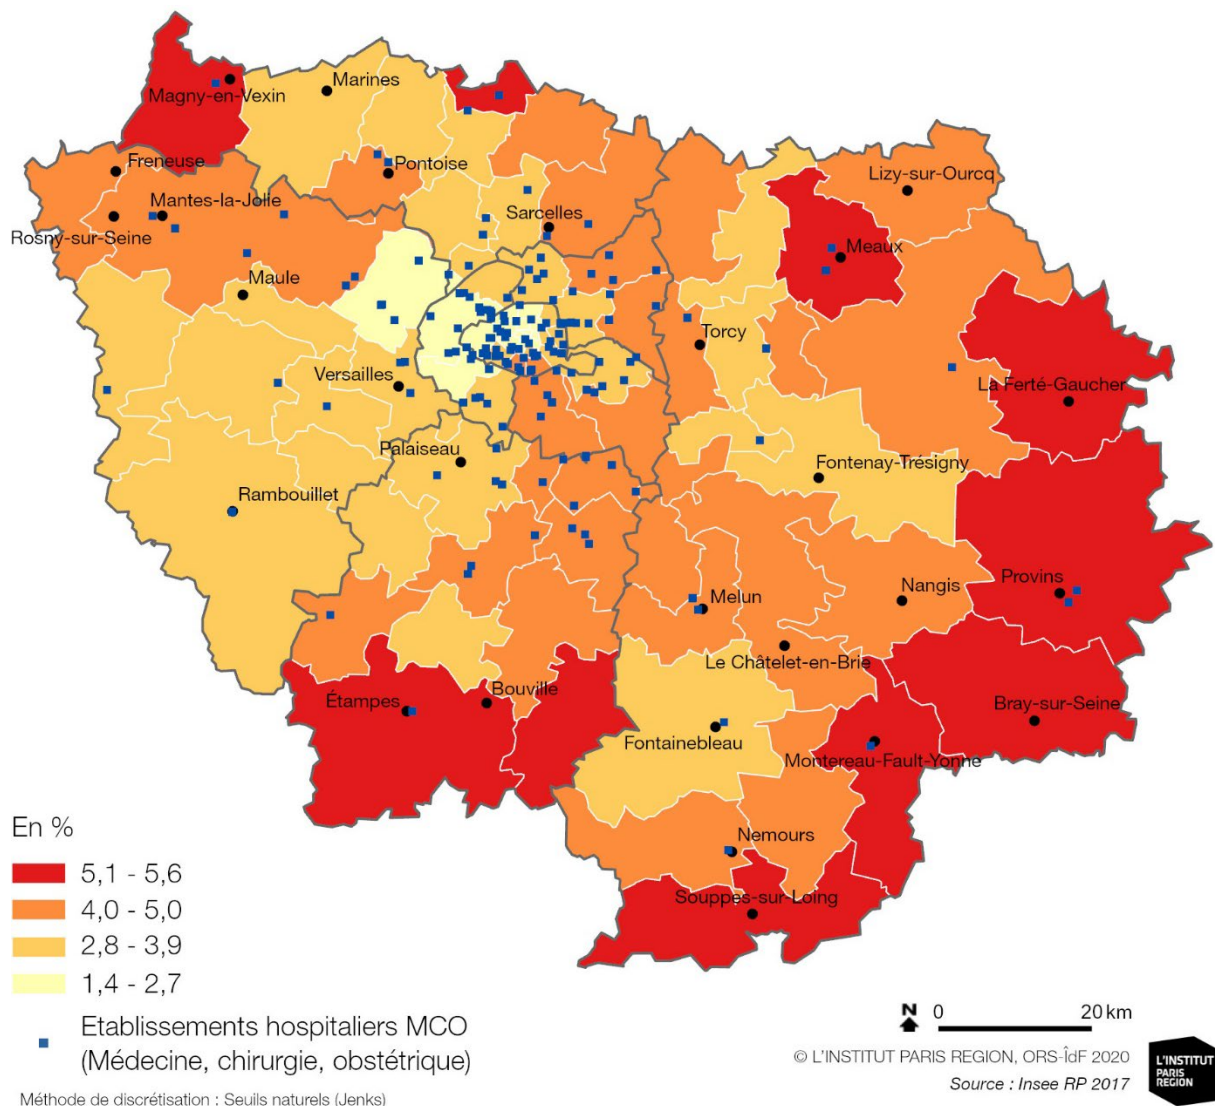 Magny-en-Vexin
Marines
Freneuse
Pontoise
Lizy-sur-Ourcq
Mantes-la-Jolie
Sarcelles
Rosny-sur-Seine
Meaux
Maule
Torcy
Versailles
La Ferté-Gaucher
Palaiseau
Fontenay-Trésigny
Rambouillet
Provins
Melun
Nangis
Le Châtelet-en-Brie
Étampes
Bouville
Bray-sur-Seine
Fontainebleau
Montereau-Fault-Yonne
Nemours
Souppes-sur-Loing
En %
5,1 - 5,6
4,0 - 5,0
2,8 - 3,9
1,4 - 2,7
Etablissements hospitaliers MCO
(Médecine, chirurgie, obstétrique)
Méthode de discrétisation : Seuils naturels (Jenks)
N 0 20 km
© L'INSTITUT PARIS REGION, ORS-ÎdF 2020
Source : Insee RP 2017
L'INSTITUT
PARIS
REGION